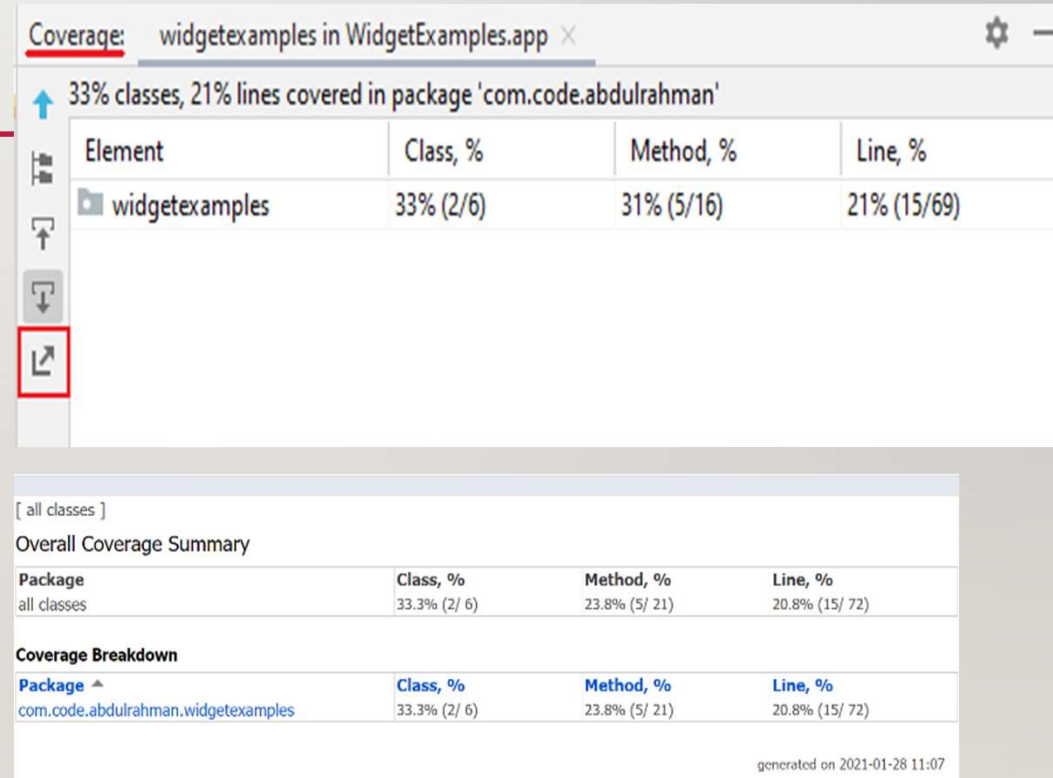 Coverage: widgetexamples in WidgetExamples.app
33% classes, 21% lines covered in package 'com.code.abdulrahman'
Element Class, % Method, % Line, %
widgetexamples 33% (2/6) 31% (5/16) 21% (15/69)
[ all classes ]
Overall Coverage Summary
Package Class, % Method, % Line, %
all classes 33.3% (2/ 6) 23.8% (5/ 21) 20.8% (15/ 72)
Coverage Breakdown
Package Class, % Method, % Line, %
com.code.abdulrahman.widgetexamples 33.3% (2/ 6) 23.8% (5/ 21) 20.8% (15/ 72)
generated on 2021-01-28 11:07